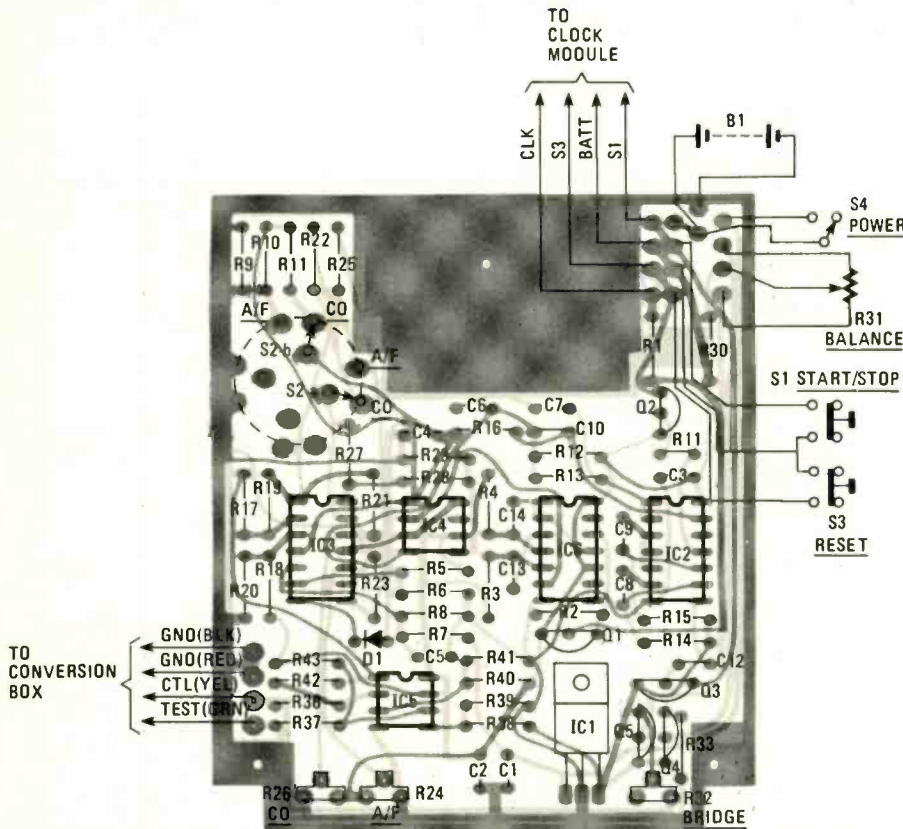 TO
CLOCK
MODULE
CLK
S3
BATT
S1
B1
S4
POWER
R31
BALANCE
S1 START/STOP
S3
RESET
R9
R10
R11
R22
R25
A/F
CO
S2-b
A/F
S2-a
CO
R1
R30
Q2
R11
C3
C6
C7
C4
R16
C10
R12
R13
R27
R28
R17
R19
R21
IC3
IC4
R4
C14
C9
IC2
R20
R18
R23
R5
R6
R8
R7
R3
C13
C8
R2
Q1
R15
R14
C12
D1
C5
R41
R40
R39
R38
IC1
Q3
Q5
Q4
R33
TO
CONVERSION
BOX
GND(BLK)
GND(RED)
CTL(YEL)
TEST(GRN)
R43
R42
R36
R37
IC5
C2
C1
R26
CO
R24
A/F
R32
BRIDGE